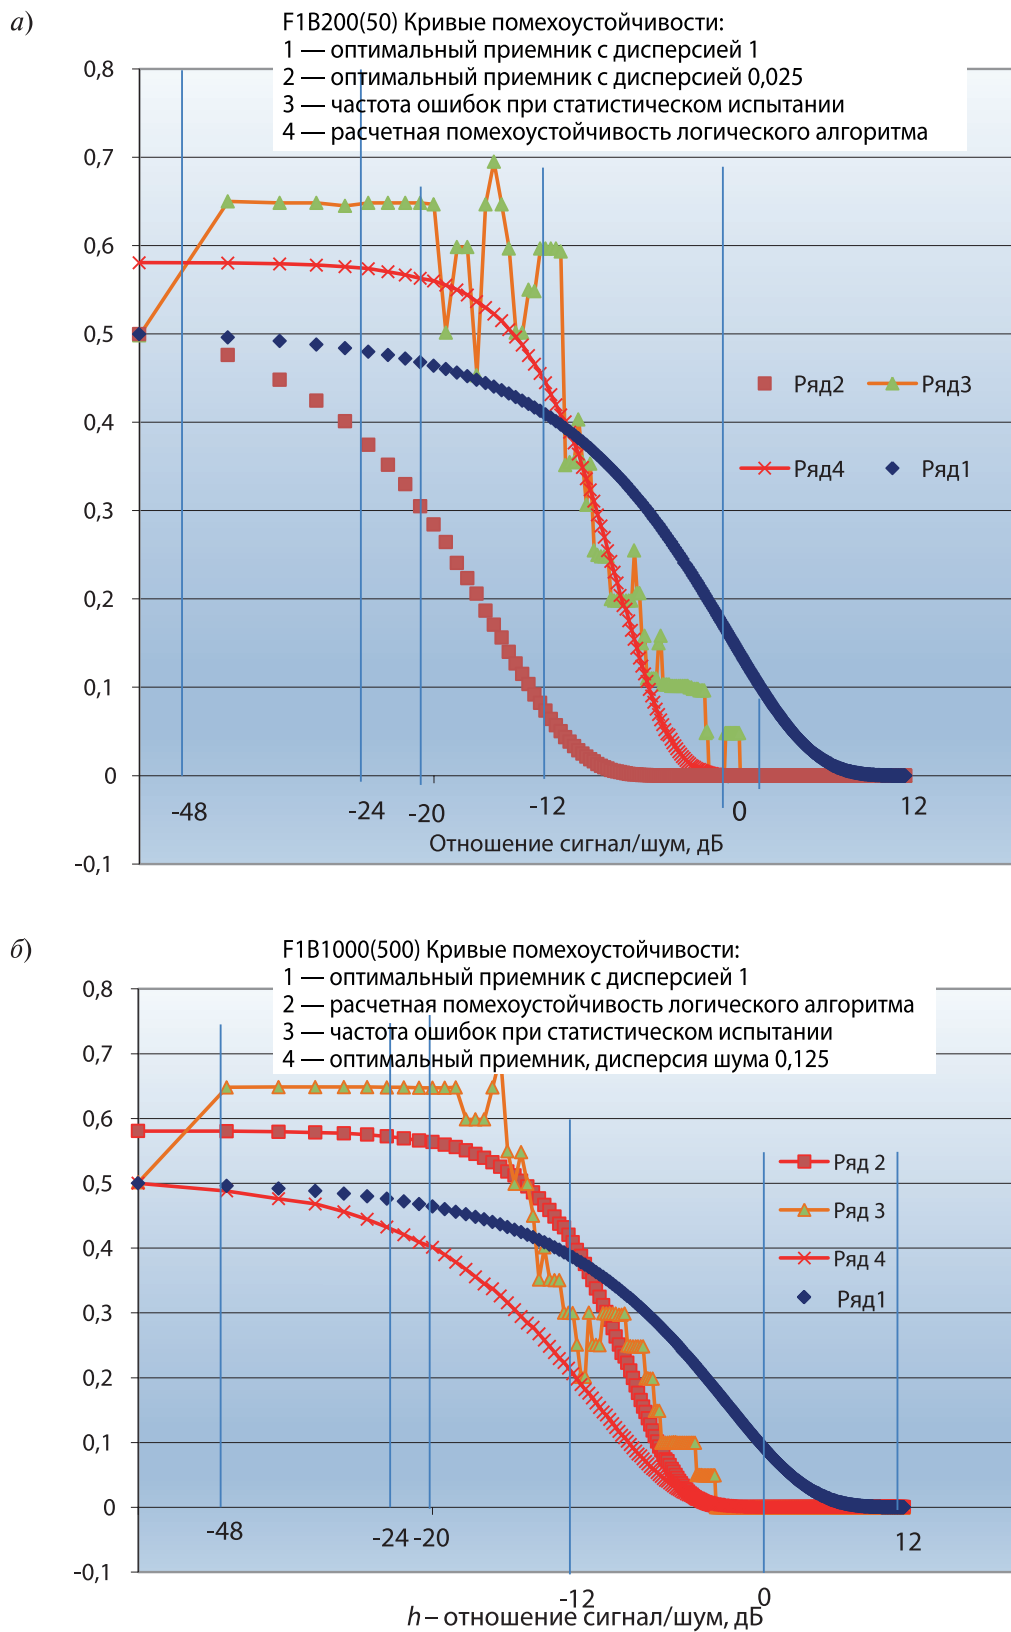 а)
F1B200(50) Кривые помехоустойчивости:
1 — оптимальный приемник с дисперсией 1
2 — оптимальный приемник с дисперсией 0,025
3 — частота ошибок при статистическом испытании
4 — расчетная помехоустойчивость логического алгоритма
0,8
0,7
0,6
0,5
0,4
0,3
0,2
0,1
0
-0,1
Ряд2
Ряд3
Ряд4
Ряд1
-48
-24
-20
-12
0
12
Отношение сигнал/шум, дБ
б)
F1B1000(500) Кривые помехоустойчивости:
1 — оптимальный приемник с дисперсией 1
2 — расчетная помехоустойчивость логического алгоритма
3 — частота ошибок при статистическом испытании
4 — оптимальный приемник, дисперсия шума 0,125
0,8
0,7
0,6
0,5
0,4
0,3
0,2
0,1
0
-0,1
Ряд 2
Ряд 3
Ряд 4
Ряд1
-48
-24
-20
12
-12
0
h – отношение сигнал/шум, дБ